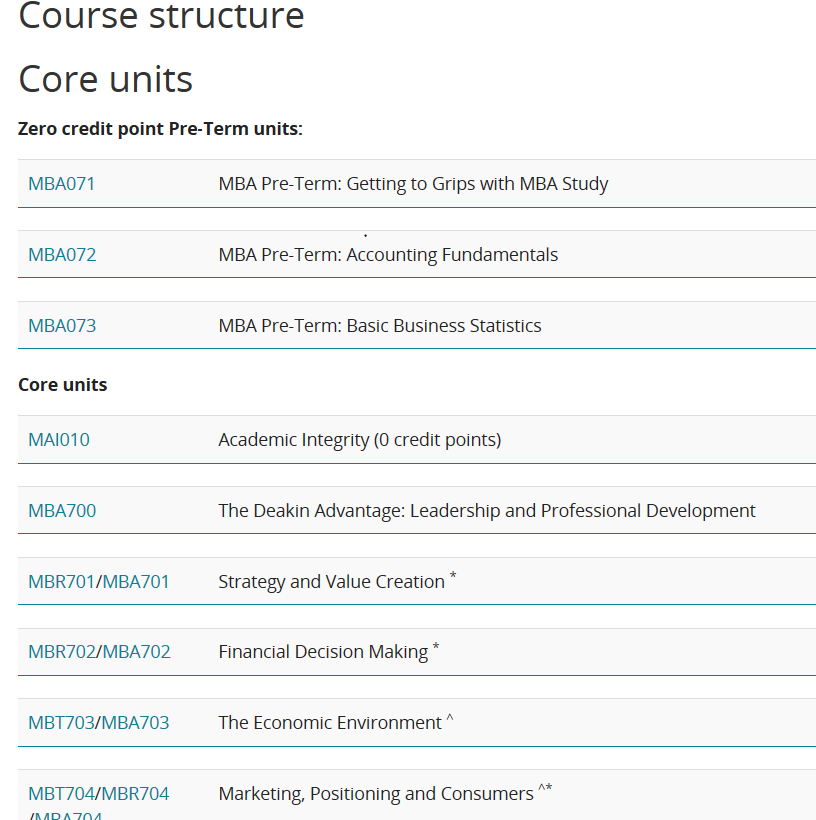 Course structure
Core units
Zero credit point Pre-Term units:
MBA071 MBA Pre-Term: Getting to Grips with MBA Study
MBA072 MBA Pre-Term: Accounting Fundamentals
MBA073 MBA Pre-Term: Basic Business Statistics
Core units
MAI010 Academic Integrity (0 credit points)
MBA700 The Deakin Advantage: Leadership and Professional Development
MBR701/MBA701 Strategy and Value Creation *
MBR702/MBA702 Financial Decision Making *
MBT703/MBA703 The Economic Environment ^
MBT704/MBR704 Marketing, Positioning and Consumers ^*
/MBA704